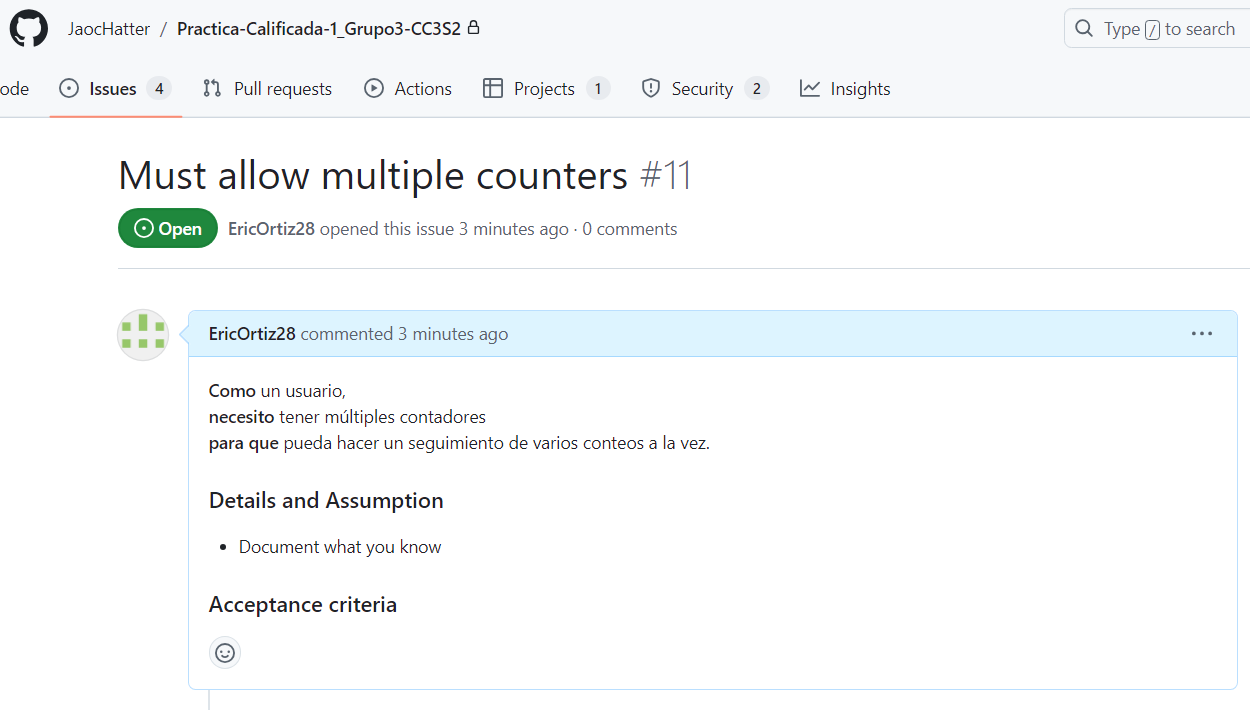 JaocHatter / Practica-Calificada-1_Grupo3-CC3S2
Type / to search
ode
Issues 4
Pull requests
Actions
Projects 1
Security 2
Insights
Must allow multiple counters #11
Open
EricOrtiz28 opened this issue 3 minutes ago · 0 comments
EricOrtiz28 commented 3 minutes ago
Como un usuario,
necesito tener múltiples contadores
para que pueda hacer un seguimiento de varios conteos a la vez.
Details and Assumption
• Document what you know
Acceptance criteria